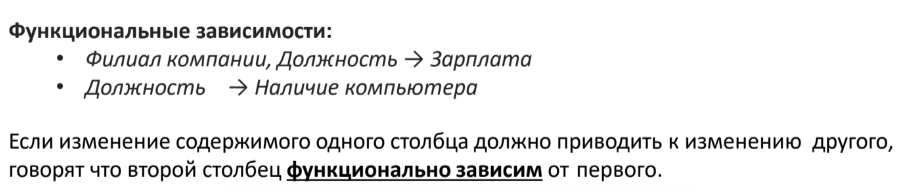 Функциональные зависимости:
• Филиал компании, Должность → Зарплата
• Должность → Наличие компьютера
Если изменение содержимого одного столбца должно приводить к изменению другого,
говорят что второй столбец функционально зависим от первого.